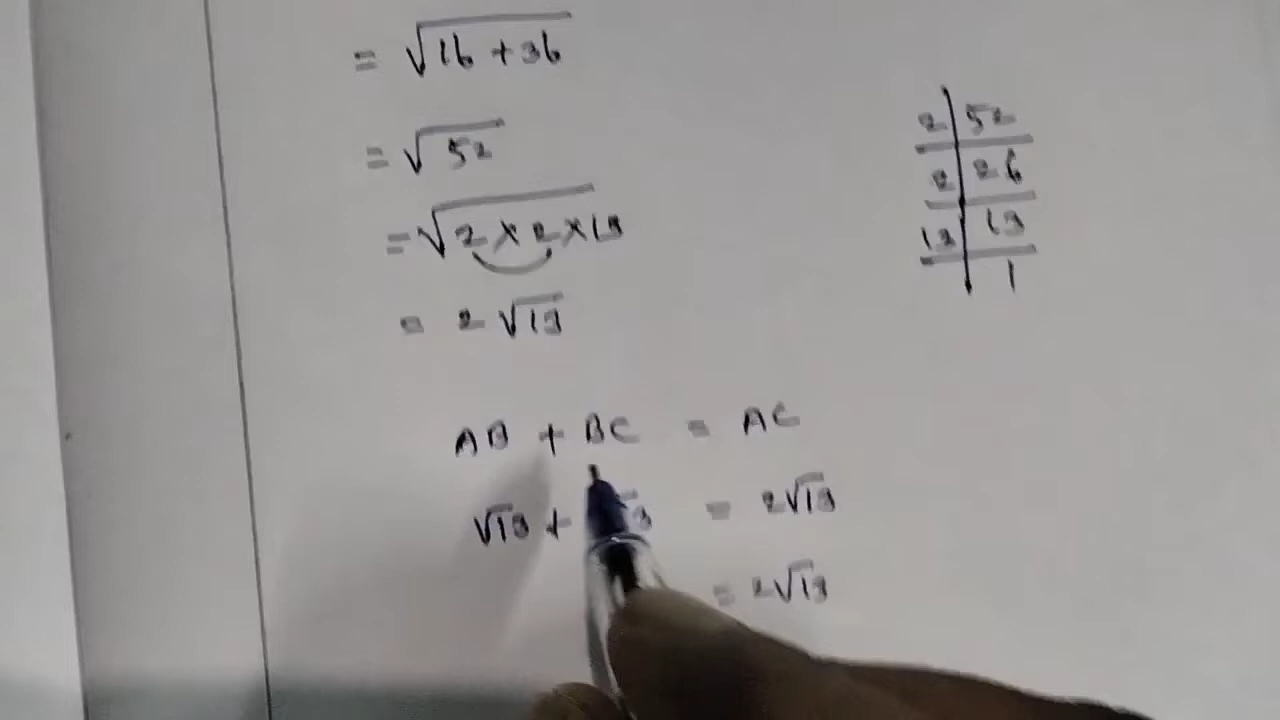 = √16 + 36
= √52
= √2 × 2 × 13
= 2√13
2 | 52
2 | 26
13 | 13
1
AB + BC = AC
√13 + = 2√13
= 2√13